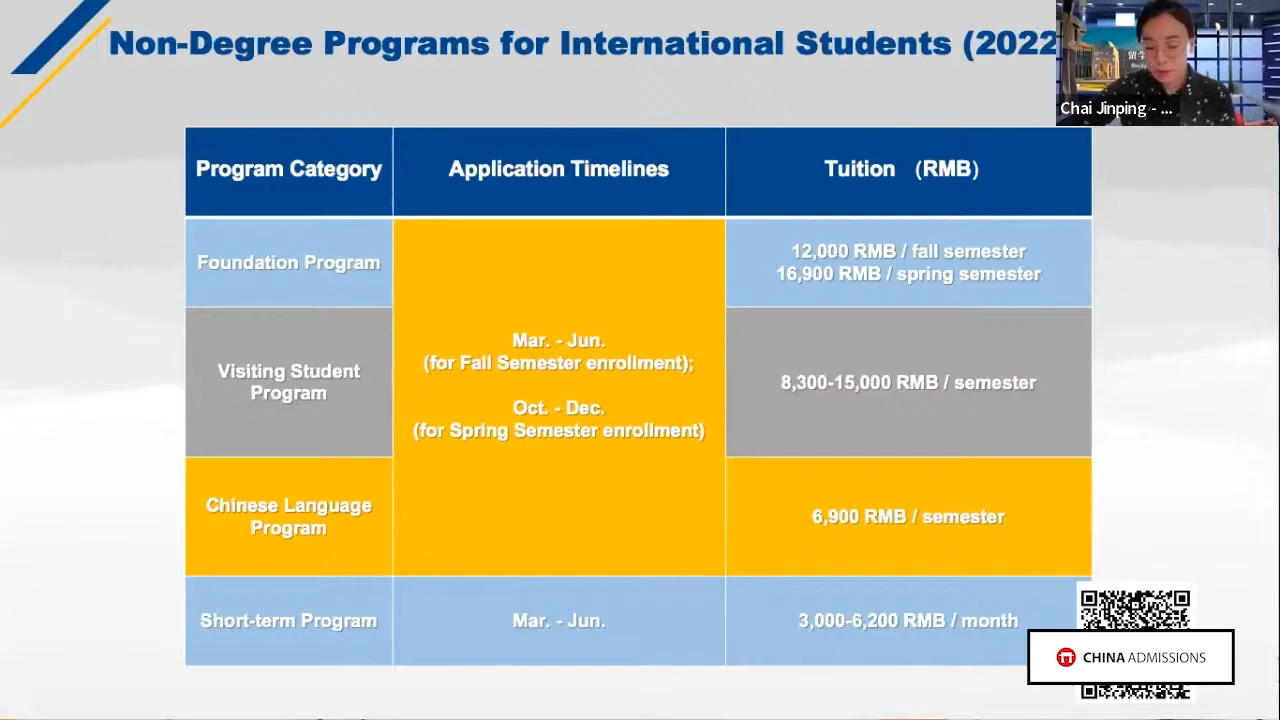 Non-Degree Programs for International Students (2022
留学
Chai Jinping - ...
Program Category
Application Timelines
Tuition （RMB）
Foundation Program
12,000 RMB / fall semester
16,900 RMB / spring semester
Mar. - Jun.
(for Fall Semester enrollment);
Oct. - Dec.
(for Spring Semester enrollment)
Visiting Student
Program
8,300-15,000 RMB / semester
Chinese Language
Program
6,900 RMB / semester
Short-term Program
Mar. - Jun.
3,000-6,200 RMB / month
CHINA ADMISSIONS